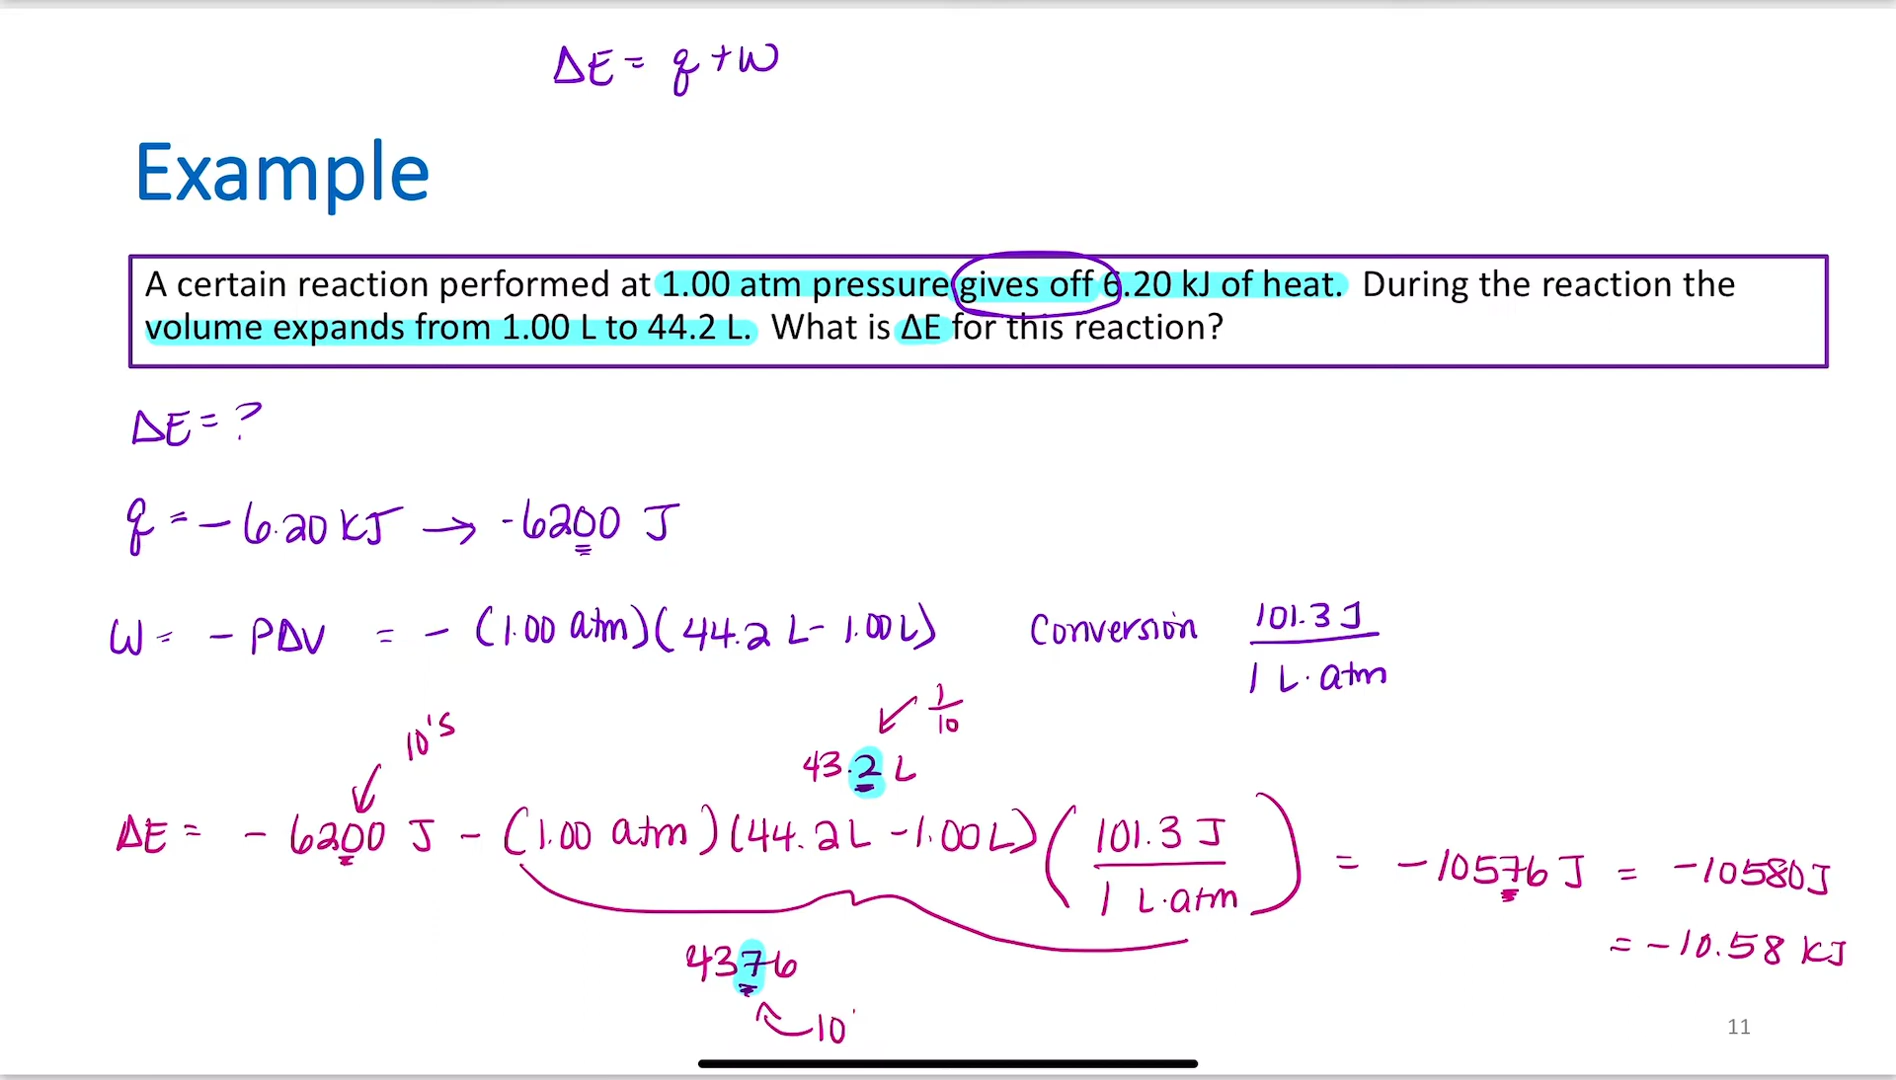 ΔE = q + W
Example
A certain reaction performed at 1.00 atm pressure gives off 6.20 kJ of heat. During the reaction the
volume expands from 1.00 L to 44.2 L. What is ΔE for this reaction?
ΔE = ?
q = - 6.20 KJ → -6200 J
W = - PΔV = - (1.00 atm)(44.2 L - 1.00 L) Conversion 101.3 J / 1 L·atm
10's
1/10
43.2 L
ΔE = - 6200 J - (1.00 atm)(44.2 L - 1.00 L)(101.3 J / 1 L·atm) = -10576 J = -10580 J
= -10.58 KJ
4376
10'
11